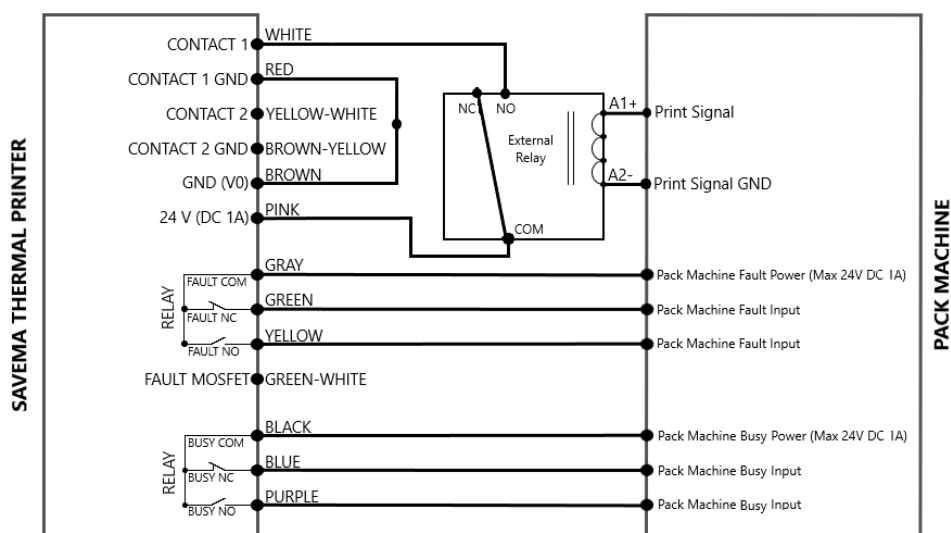 SAVEMA THERMAL PRINTER
CONTACT 1
WHITE
CONTACT 1 GND
RED
CONTACT 2
YELLOW-WHITE
CONTACT 2 GND
BROWN-YELLOW
GND (V0)
BROWN
24 V (DC 1A)
PINK
NC
NO
External
Relay
A1+
A2-
COM
Print Signal
Print Signal GND
RELAY
FAULT COM
GRAY
Pack Machine Fault Power (Max 24V DC 1A)
FAULT NC
GREEN
Pack Machine Fault Input
FAULT NO
YELLOW
Pack Machine Fault Input
FAULT MOSFET
GREEN-WHITE
RELAY
BUSY COM
BLACK
Pack Machine Busy Power (Max 24V DC 1A)
BUSY NC
BLUE
Pack Machine Busy Input
BUSY NO
PURPLE
Pack Machine Busy Input
PACK MACHINE